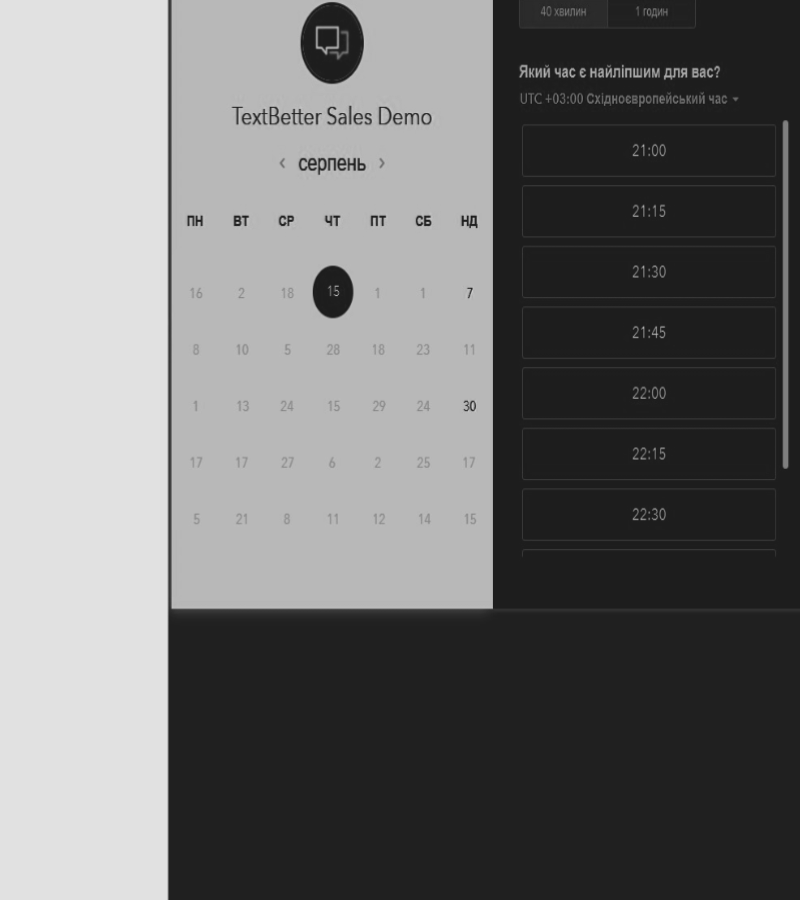 TextBetter Sales Demo
‹ серпень ›
ПН ВТ СР ЧТ ПТ СБ НД
16 2 18 15 1 1 7
8 10 5 28 18 23 11
1 13 24 15 29 24 30
17 17 27 6 2 25 17
5 21 8 11 12 14 15
40 хвилин 1 годин
Який час є найліпшим для вас?
UTC +03:00 Східноєвропейський час
21:00
21:15
21:30
21:45
22:00
22:15
22:30